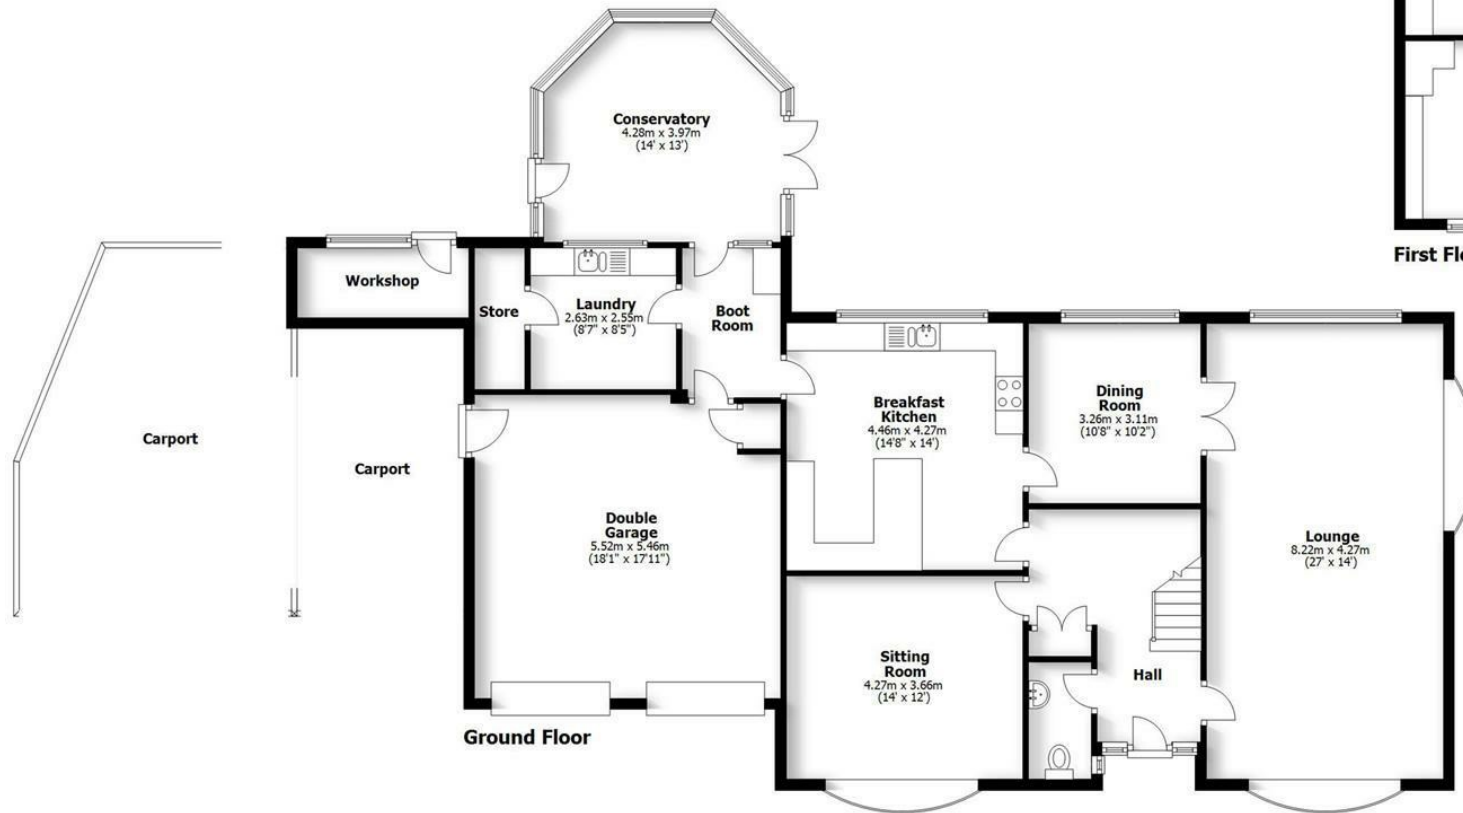 Conservatory
4.28m x 3.97m
(14' x 13')
First Flo
Workshop
Store
Laundry
2.63m x 2.55m
(8'7" x 8'5")
Boot
Room
Carport
Carport
Breakfast
Kitchen
4.46m x 4.27m
(14'8" x 14')
Dining
Room
3.26m x 3.11m
(10'8" x 10'2")
Double
Garage
5.52m x 5.46m
(18'1" x 17'11")
Lounge
8.22m x 4.27m
(27' x 14')
Sitting
Room
4.27m x 3.66m
(14' x 12')
Hall
Ground Floor